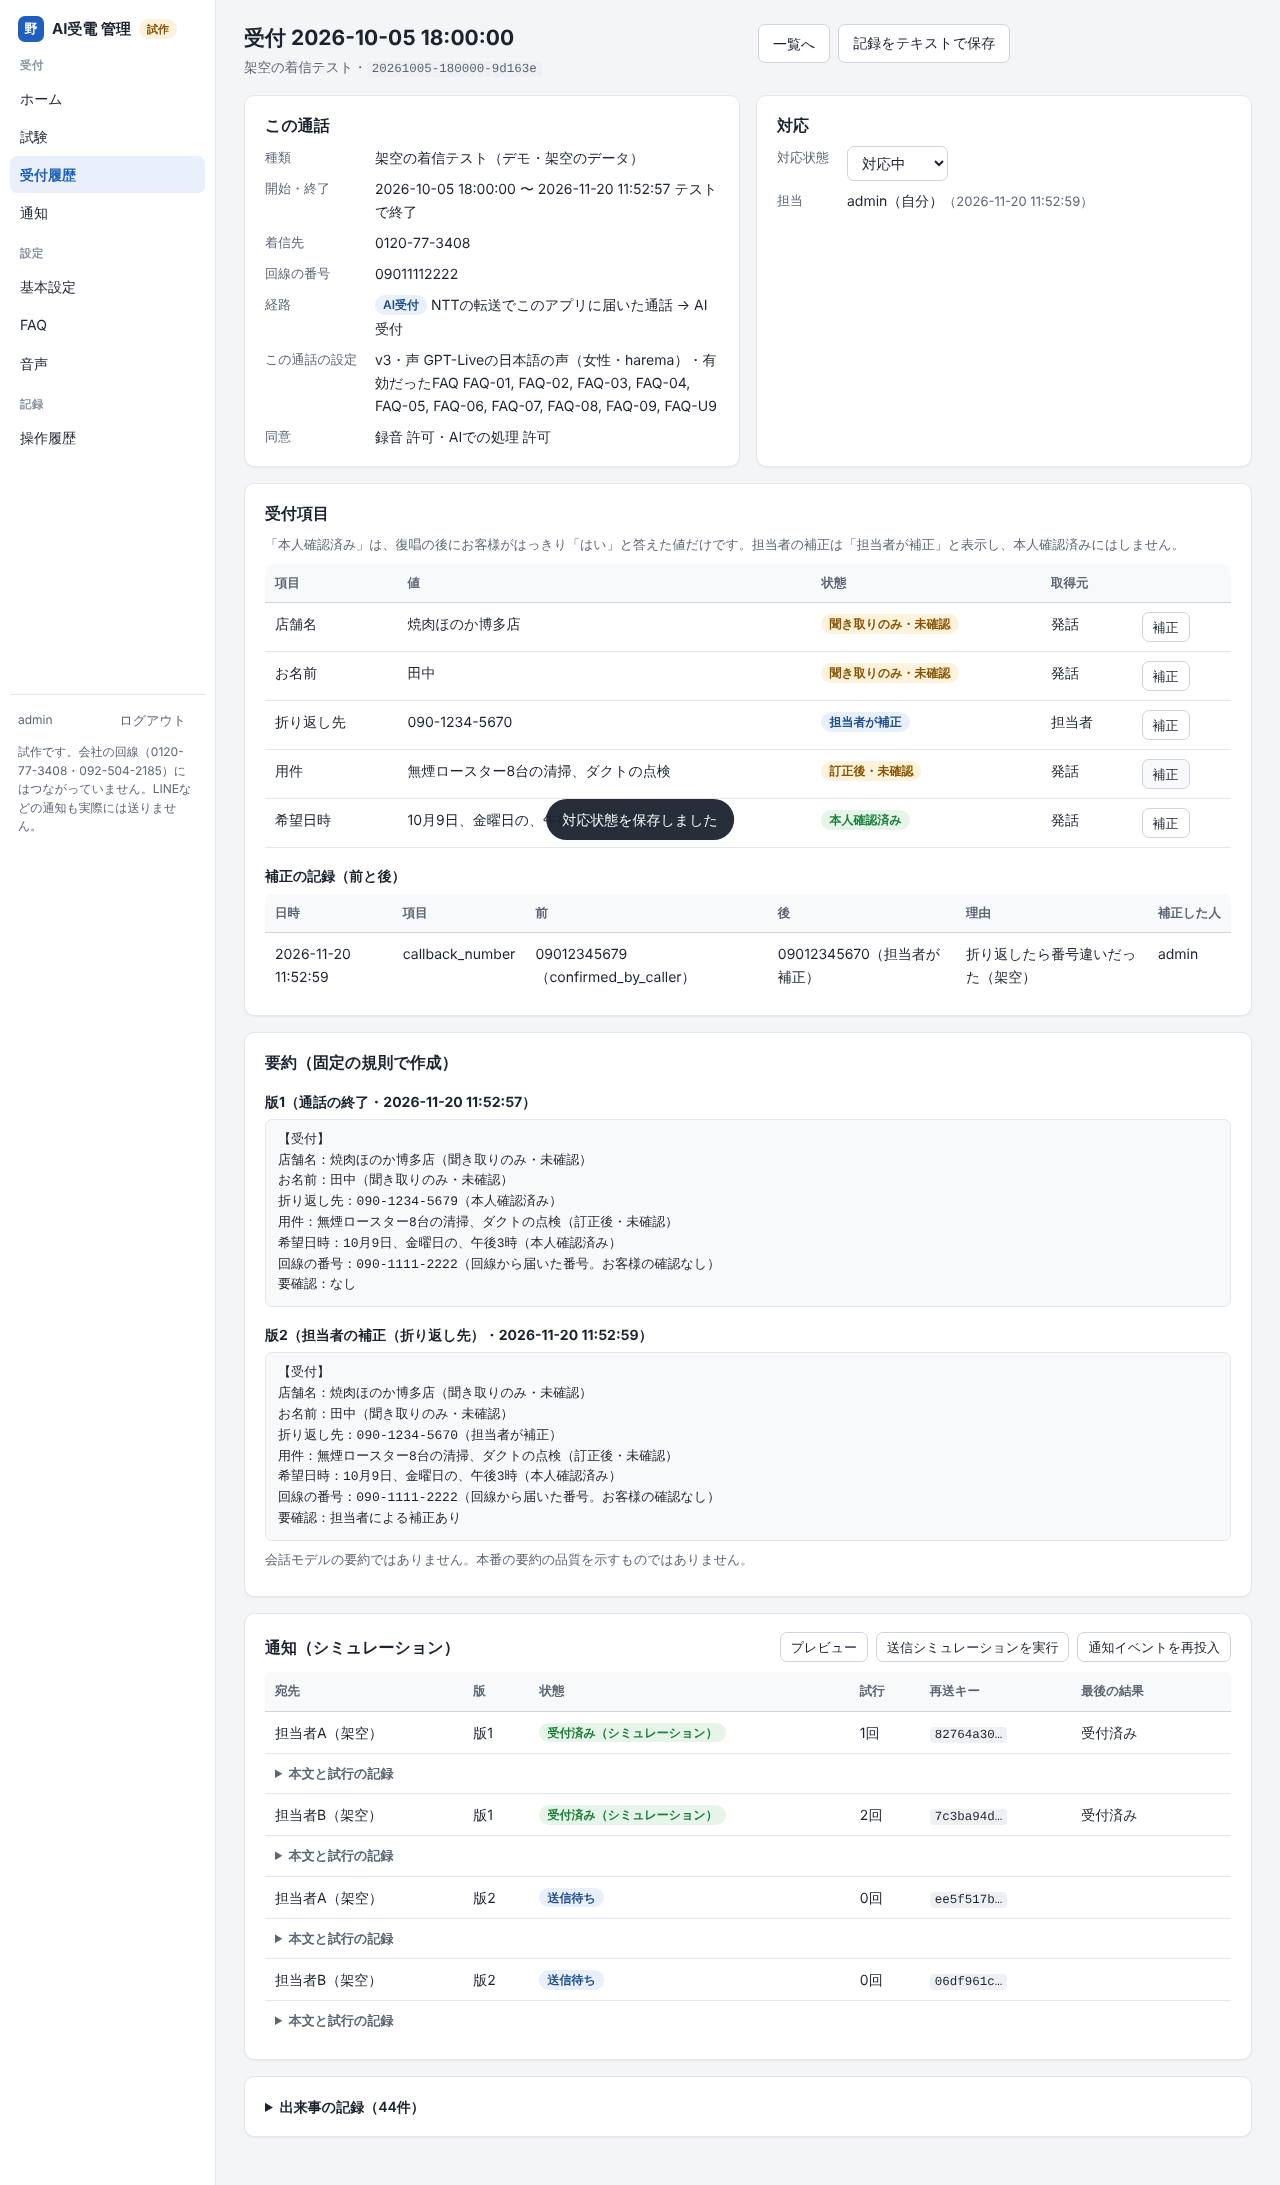 野 AI受電 管理 試作
受付
ホーム
試験
受付履歴
通知
設定
基本設定
FAQ
音声
記録
操作履歴
admin ログアウト
試作です。会社の回線（0120-
77-3408・092-504-2185）に
はつながっていません。LINEな
どの通知も実際には送りませ
ん。
受付 2026-10-05 18:00:00
架空の着信テスト・ 20261005-180000-9d163e
一覧へ 記録をテキストで保存
この通話
種類 架空の着信テスト（デモ・架空のデータ）
開始・終了 2026-10-05 18:00:00 〜 2026-11-20 11:52:57 テスト
で終了
着信先 0120-77-3408
回線の番号 09011112222
経路 AI受付 NTTの転送でこのアプリに届いた通話 → AI
受付
この通話の設定 v3・声 GPT-Liveの日本語の声（女性・harema）・有
効だったFAQ FAQ-01, FAQ-02, FAQ-03, FAQ-04,
FAQ-05, FAQ-06, FAQ-07, FAQ-08, FAQ-09, FAQ-U9
同意 録音 許可・AIでの処理 許可
対応
対応状態 対応中
担当 admin（自分）（2026-11-20 11:52:59）
受付項目
「本人確認済み」は、復唱の後にお客様がはっきり「はい」と答えた値だけです。担当者の補正は「担当者が補正」と表示し、本人確認済みにはしません。
項目 値 状態 取得元
店舗名 焼肉ほのか博多店 聞き取りのみ・未確認 発話 補正
お名前 田中 聞き取りのみ・未確認 発話 補正
折り返し先 090-1234-5670 担当者が補正 担当者 補正
用件 無煙ロースター8台の清掃、ダクトの点検 訂正後・未確認 発話 補正
希望日時 10月9日、金曜日の、 本人確認済み 発話 補正
対応状態を保存しました
補正の記録（前と後）
日時 項目 前 後 理由 補正した人
2026-11-20 callback_number 09012345679 09012345670（担当者が 折り返したら番号違いだっ admin
11:52:59 （confirmed_by_caller） 補正） た（架空）
要約（固定の規則で作成）
版1（通話の終了・2026-11-20 11:52:57）
【受付】
店舗名：焼肉ほのか博多店（聞き取りのみ・未確認）
お名前：田中（聞き取りのみ・未確認）
折り返し先：090-1234-5679（本人確認済み）
用件：無煙ロースター8台の清掃、ダクトの点検（訂正後・未確認）
希望日時：10月9日、金曜日の、午後3時（本人確認済み）
回線の番号：090-1111-2222（回線から届いた番号。お客様の確認なし）
要確認：なし
版2（担当者の補正（折り返し先）・2026-11-20 11:52:59）
【受付】
店舗名：焼肉ほのか博多店（聞き取りのみ・未確認）
お名前：田中（聞き取りのみ・未確認）
折り返し先：090-1234-5670（担当者が補正）
用件：無煙ロースター8台の清掃、ダクトの点検（訂正後・未確認）
希望日時：10月9日、金曜日の、午後3時（本人確認済み）
回線の番号：090-1111-2222（回線から届いた番号。お客様の確認なし）
要確認：担当者による補正あり
会話モデルの要約ではありません。本番の要約の品質を示すものではありません。
通知（シミュレーション） プレビュー 送信シミュレーションを実行 通知イベントを再投入
宛先 版 状態 試行 再送キー 最後の結果
担当者A（架空） 版1 受付済み（シミュレーション） 1回 82764a30… 受付済み
▶ 本文と試行の記録
担当者B（架空） 版1 受付済み（シミュレーション） 2回 7c3ba94d… 受付済み
▶ 本文と試行の記録
担当者A（架空） 版2 送信待ち 0回 ee5f517b…
▶ 本文と試行の記録
担当者B（架空） 版2 送信待ち 0回 06df961c…
▶ 本文と試行の記録
▶ 出来事の記録（44件）